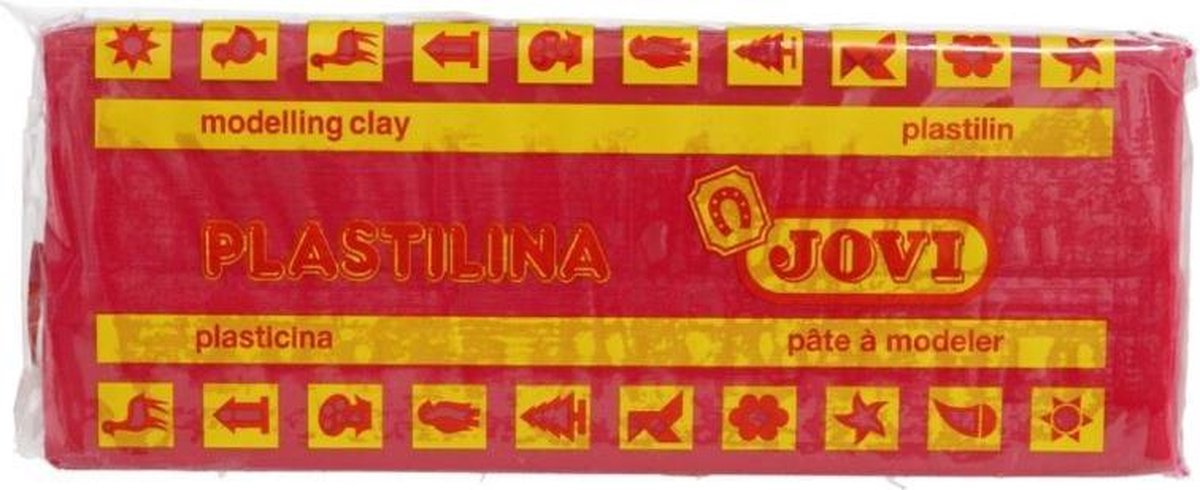 modelling clay plastilin
PLASTILINA JOVI
plasticina pâte à modeler